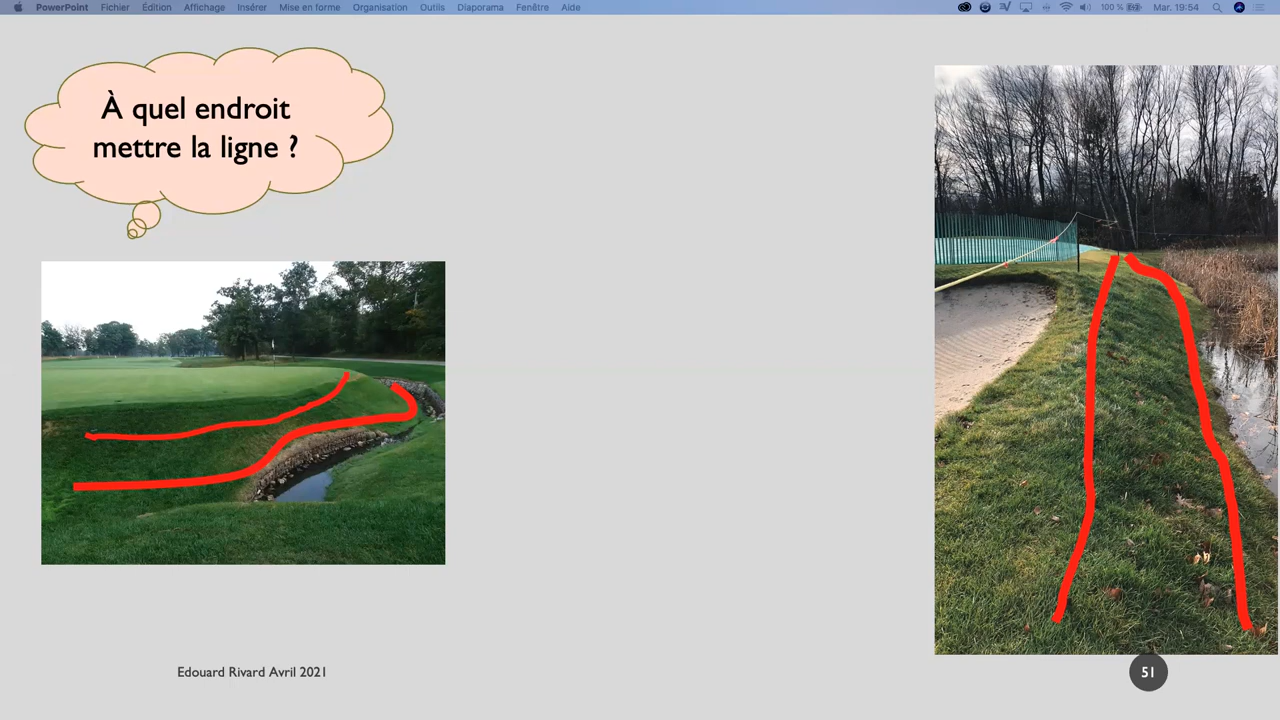 PowerPoint Fichier Édition Affichage Insérer Mise en forme Organisation Outils Diaporama Fenêtre Aide 100 % Mar. 19:54
À quel endroit
mettre la ligne ?
Edouard Rivard Avril 2021
51